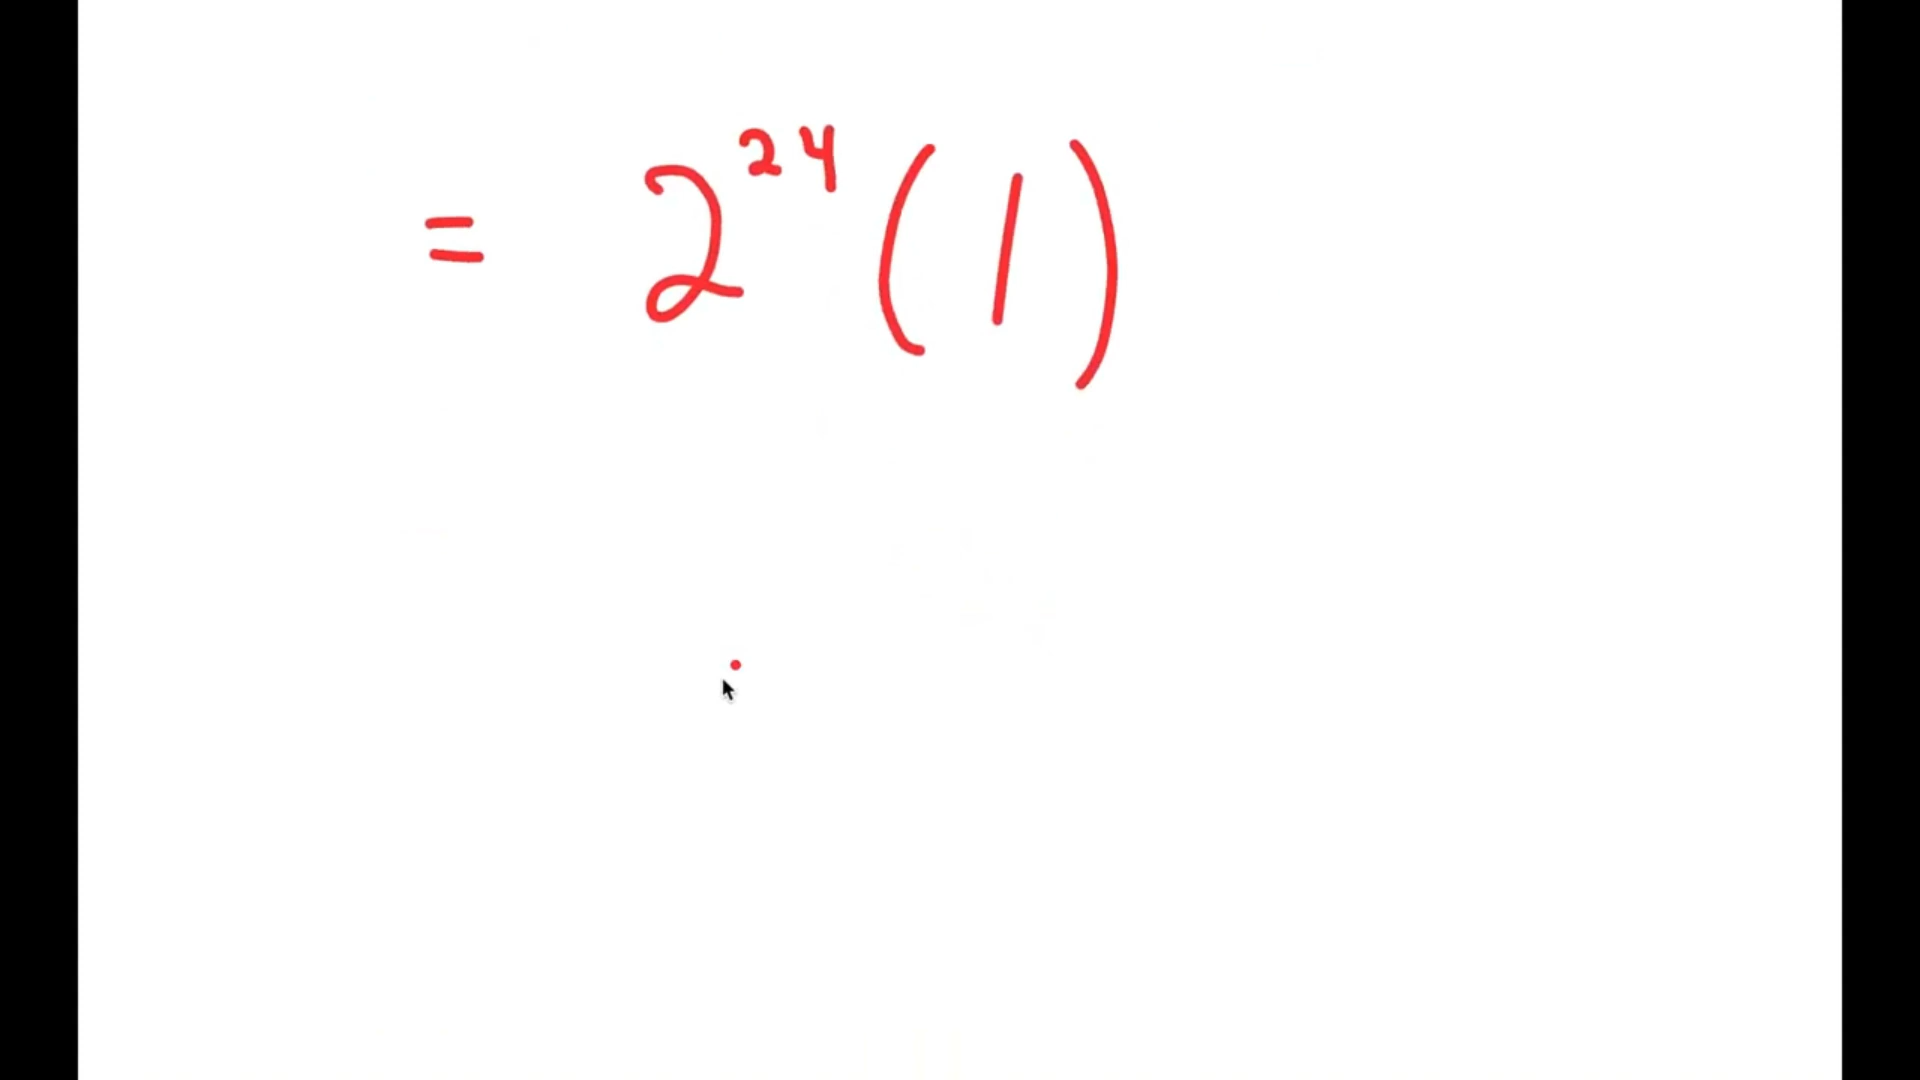 = 2^24 (1)